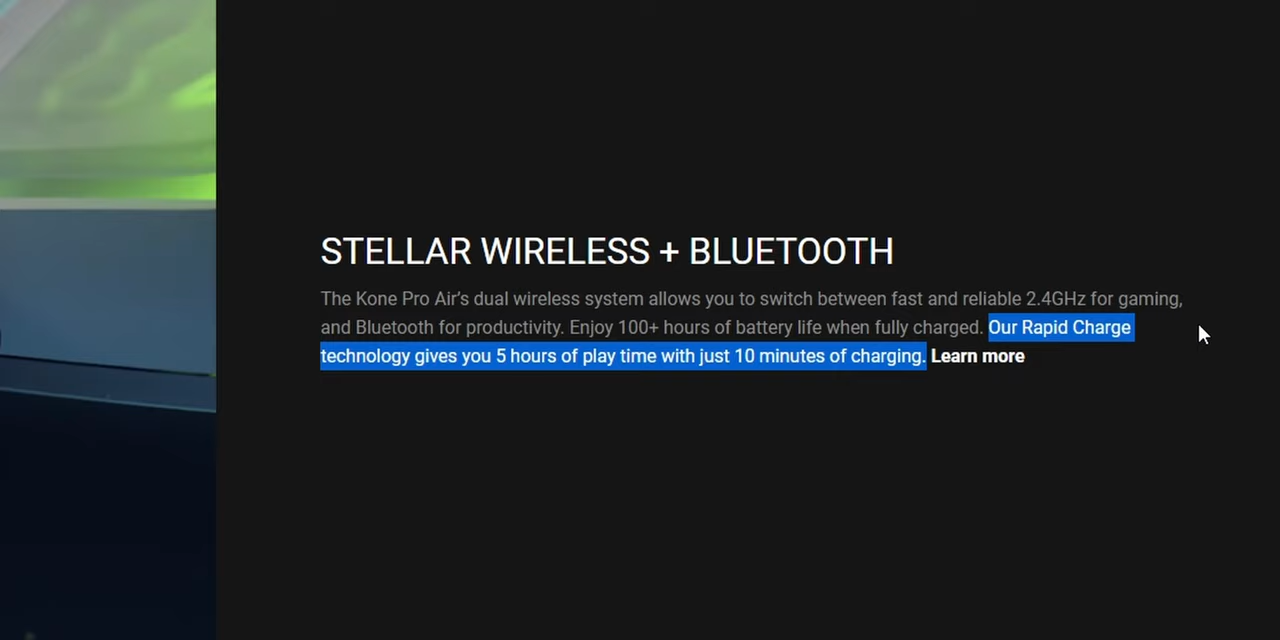 STELLAR WIRELESS + BLUETOOTH
The Kone Pro Air’s dual wireless system allows you to switch between fast and reliable 2.4GHz for gaming,
and Bluetooth for productivity. Enjoy 100+ hours of battery life when fully charged. Our Rapid Charge
technology gives you 5 hours of play time with just 10 minutes of charging. Learn more